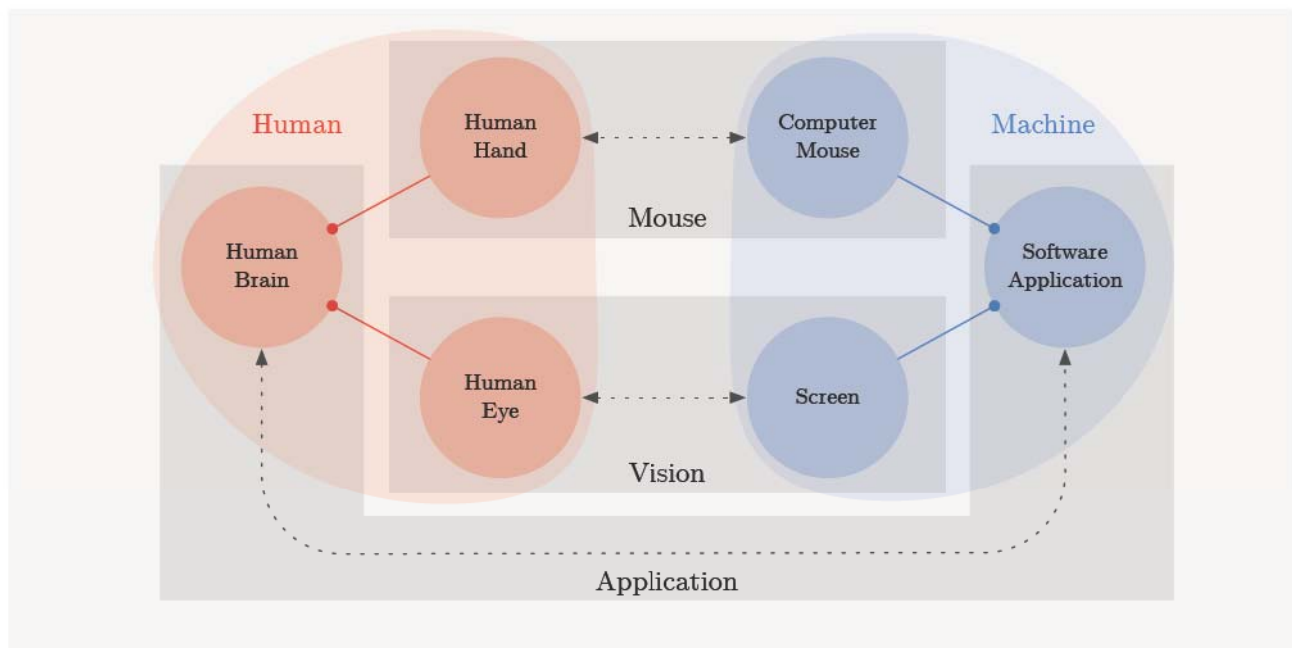 Human
Human
Hand
Computer
Mouse
Machine
Mouse
Human
Brain
Software
Application
Human
Eye
Screen
Vision
Application